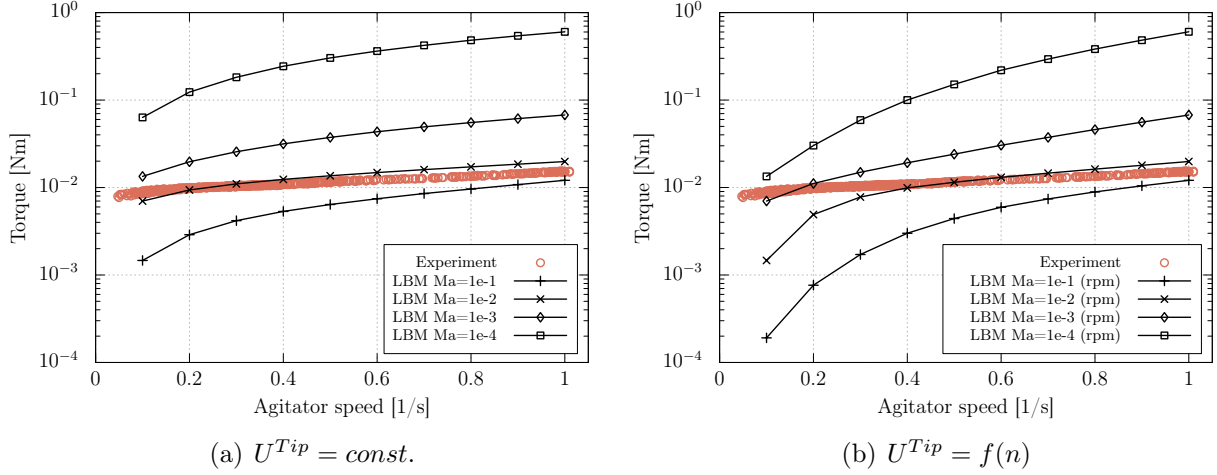 10^0
10^-1
10^-2
10^-3
10^-4
Torque [Nm]
0 0.2 0.4 0.6 0.8 1
Agitator speed [1/s]
Experiment
LBM Ma=1e-1
LBM Ma=1e-2
LBM Ma=1e-3
LBM Ma=1e-4
(a) U^Tip = const.
10^0
10^-1
10^-2
10^-3
10^-4
Torque [Nm]
0 0.2 0.4 0.6 0.8 1
Agitator speed [1/s]
Experiment
LBM Ma=1e-1 (rpm)
LBM Ma=1e-2 (rpm)
LBM Ma=1e-3 (rpm)
LBM Ma=1e-4 (rpm)
(b) U^Tip = f(n)